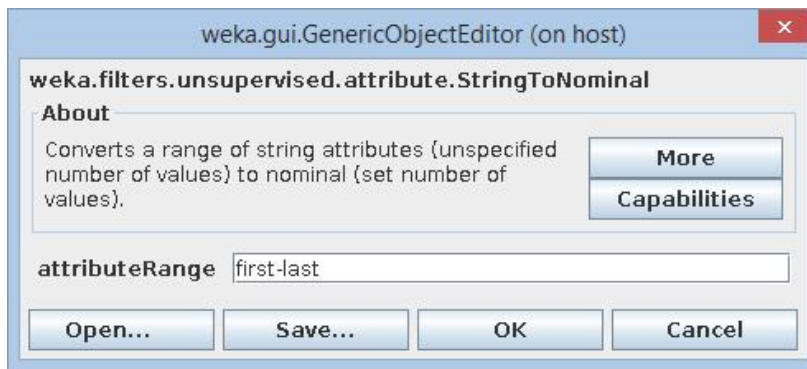 weka.gui.GenericObjectEditor (on host)
x
weka.filters.unsupervised.attribute.StringToNominal
About
Converts a range of string attributes (unspecified
number of values) to nominal (set number of
values).
More
Capabilities
attributeRange first-last
Open... Save... OK Cancel